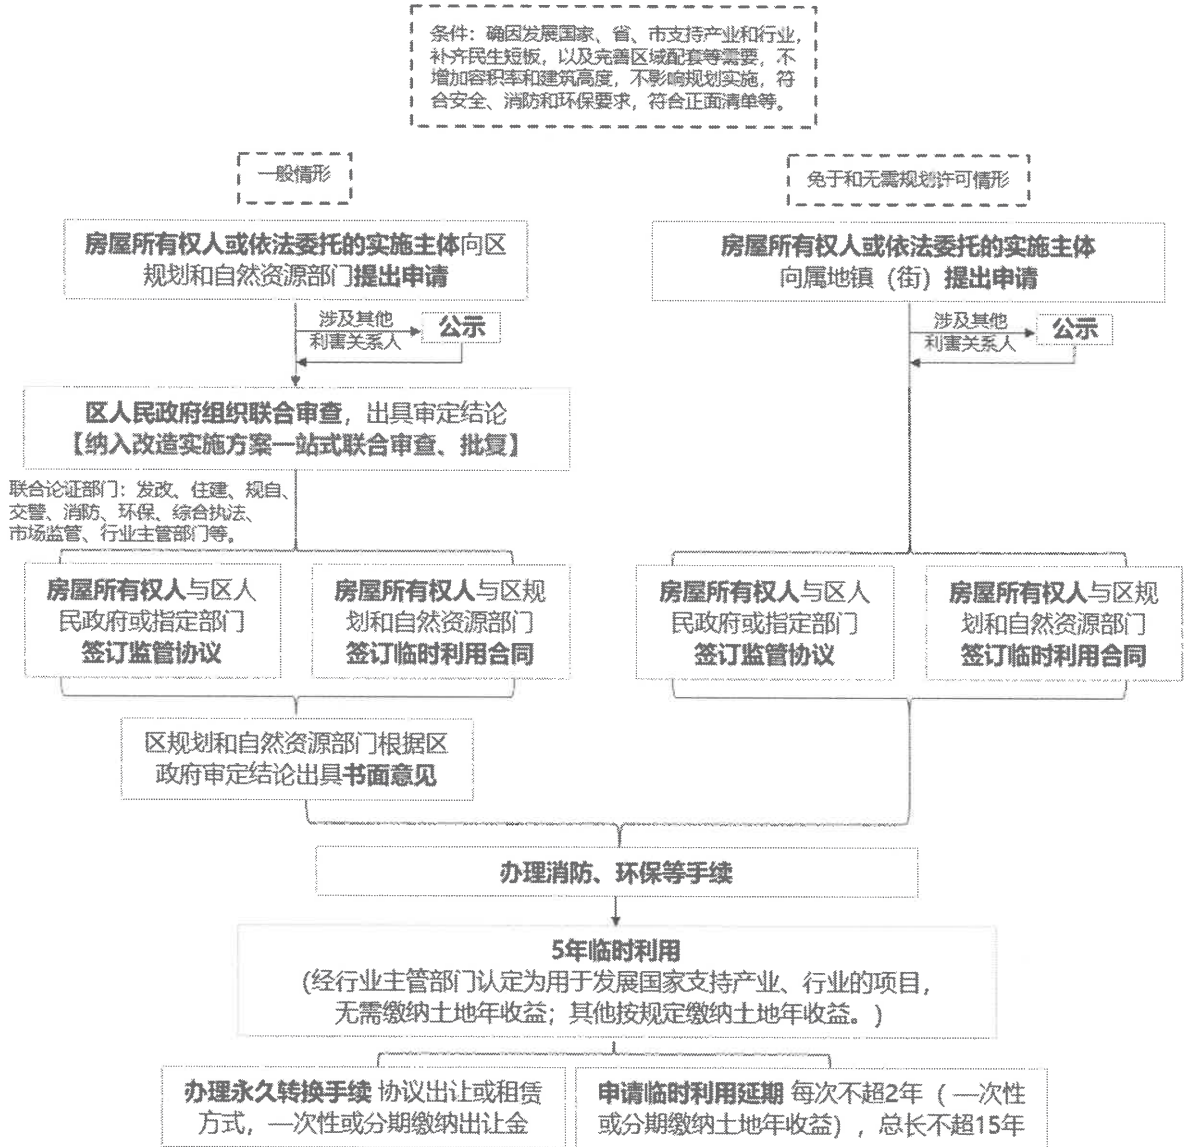 条件：确因发展国家、省、市支持产业和行业，
补齐民生短板，以及完善区域配套等需要，不
增加容积率和建筑高度，不影响规划实施，符
合安全、消防和环保要求，符合正面清单等。
一般情形
免于和无需规划许可情形
房屋所有权人或依法委托的实施主体向区
规划和自然资源部门提出申请
房屋所有权人或依法委托的实施主体
向属地镇（街）提出申请
涉及其他
利害关系人
公示
涉及其他
利害关系人
公示
区人民政府组织联合审查，出具审定结论
【纳入改造实施方案一站式联合审查、批复】
联合论证部门：发改、住建、规自、
交警、消防、环保、综合执法、
市场监管、行业主管部门等。
房屋所有权人与区人
民政府或指定部门
签订监管协议
房屋所有权人与区规
划和自然资源部门
签订临时利用合同
房屋所有权人与区人
民政府或指定部门
签订监管协议
房屋所有权人与区规
划和自然资源部门
签订临时利用合同
区规划和自然资源部门根据区
政府审定结论出具书面意见
办理消防、环保等手续
5年临时利用
（经行业主管部门认定为用于发展国家支持产业、行业的项目，
无需缴纳土地年收益；其他按规定缴纳土地年收益。）
办理永久转换手续 协议出让或租赁
方式，一次性或分期缴纳出让金
申请临时利用延期 每次不超2年（一次性
或分期缴纳土地年收益），总长不超15年